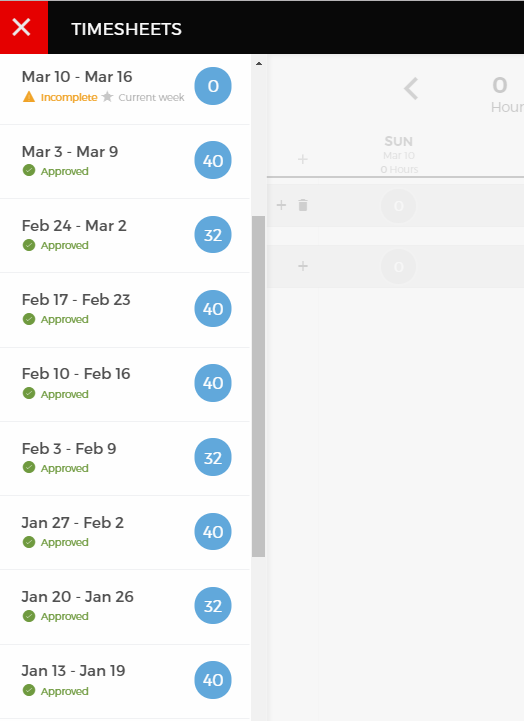 TIMESHEETS
Mar 10 - Mar 16
0
Incomplete Current week
Mar 3 - Mar 9
40
Approved
Feb 24 - Mar 2
32
Approved
Feb 17 - Feb 23
40
Approved
Feb 10 - Feb 16
40
Approved
Feb 3 - Feb 9
32
Approved
Jan 27 - Feb 2
40
Approved
Jan 20 - Jan 26
32
Approved
Jan 13 - Jan 19
40
Approved
0
Hour
SUN
Mar 10
0 Hours
0
0